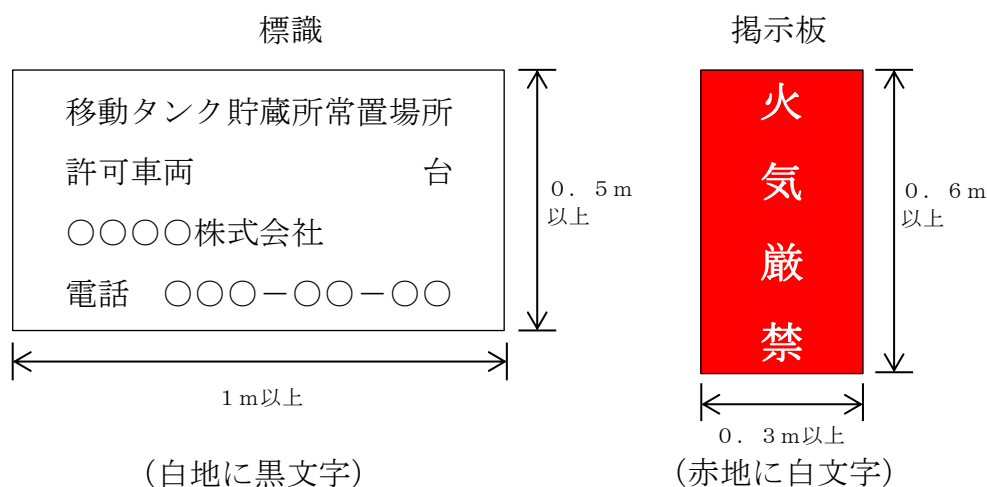 標識
移動タンク貯蔵所常置場所
許可車両　　　　　　　台
○○○○株式会社
電話　○○○－○○－○○
0．5m
以上
1m以上
(白地に黒文字)
掲示板
火
気
厳
禁
0．6m
以上
0．3m以上
(赤地に白文字)